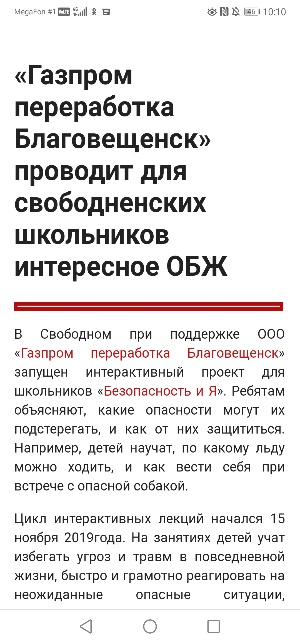 MegaFon #1 10:10
«Газпром
переработка
Благовещенск»
проводит для
свободненских
школьников
интересное ОБЖ
В Свободном при поддержке ООО
«Газпром переработка Благовещенск»
запущен интерактивный проект для
школьников «Безопасность и Я». Ребятам
объясняют, какие опасности могут их
подстерегать, и как от них защититься.
Например, детей научат, по какому льду
можно ходить, и как вести себя при
встрече с опасной собакой.
Цикл интерактивных лекций начался 15
ноября 2019года. На занятиях детей учат
избегать угроз и травм в повседневной
жизни, быстро и грамотно реагировать на
неожиданные опасные ситуации,